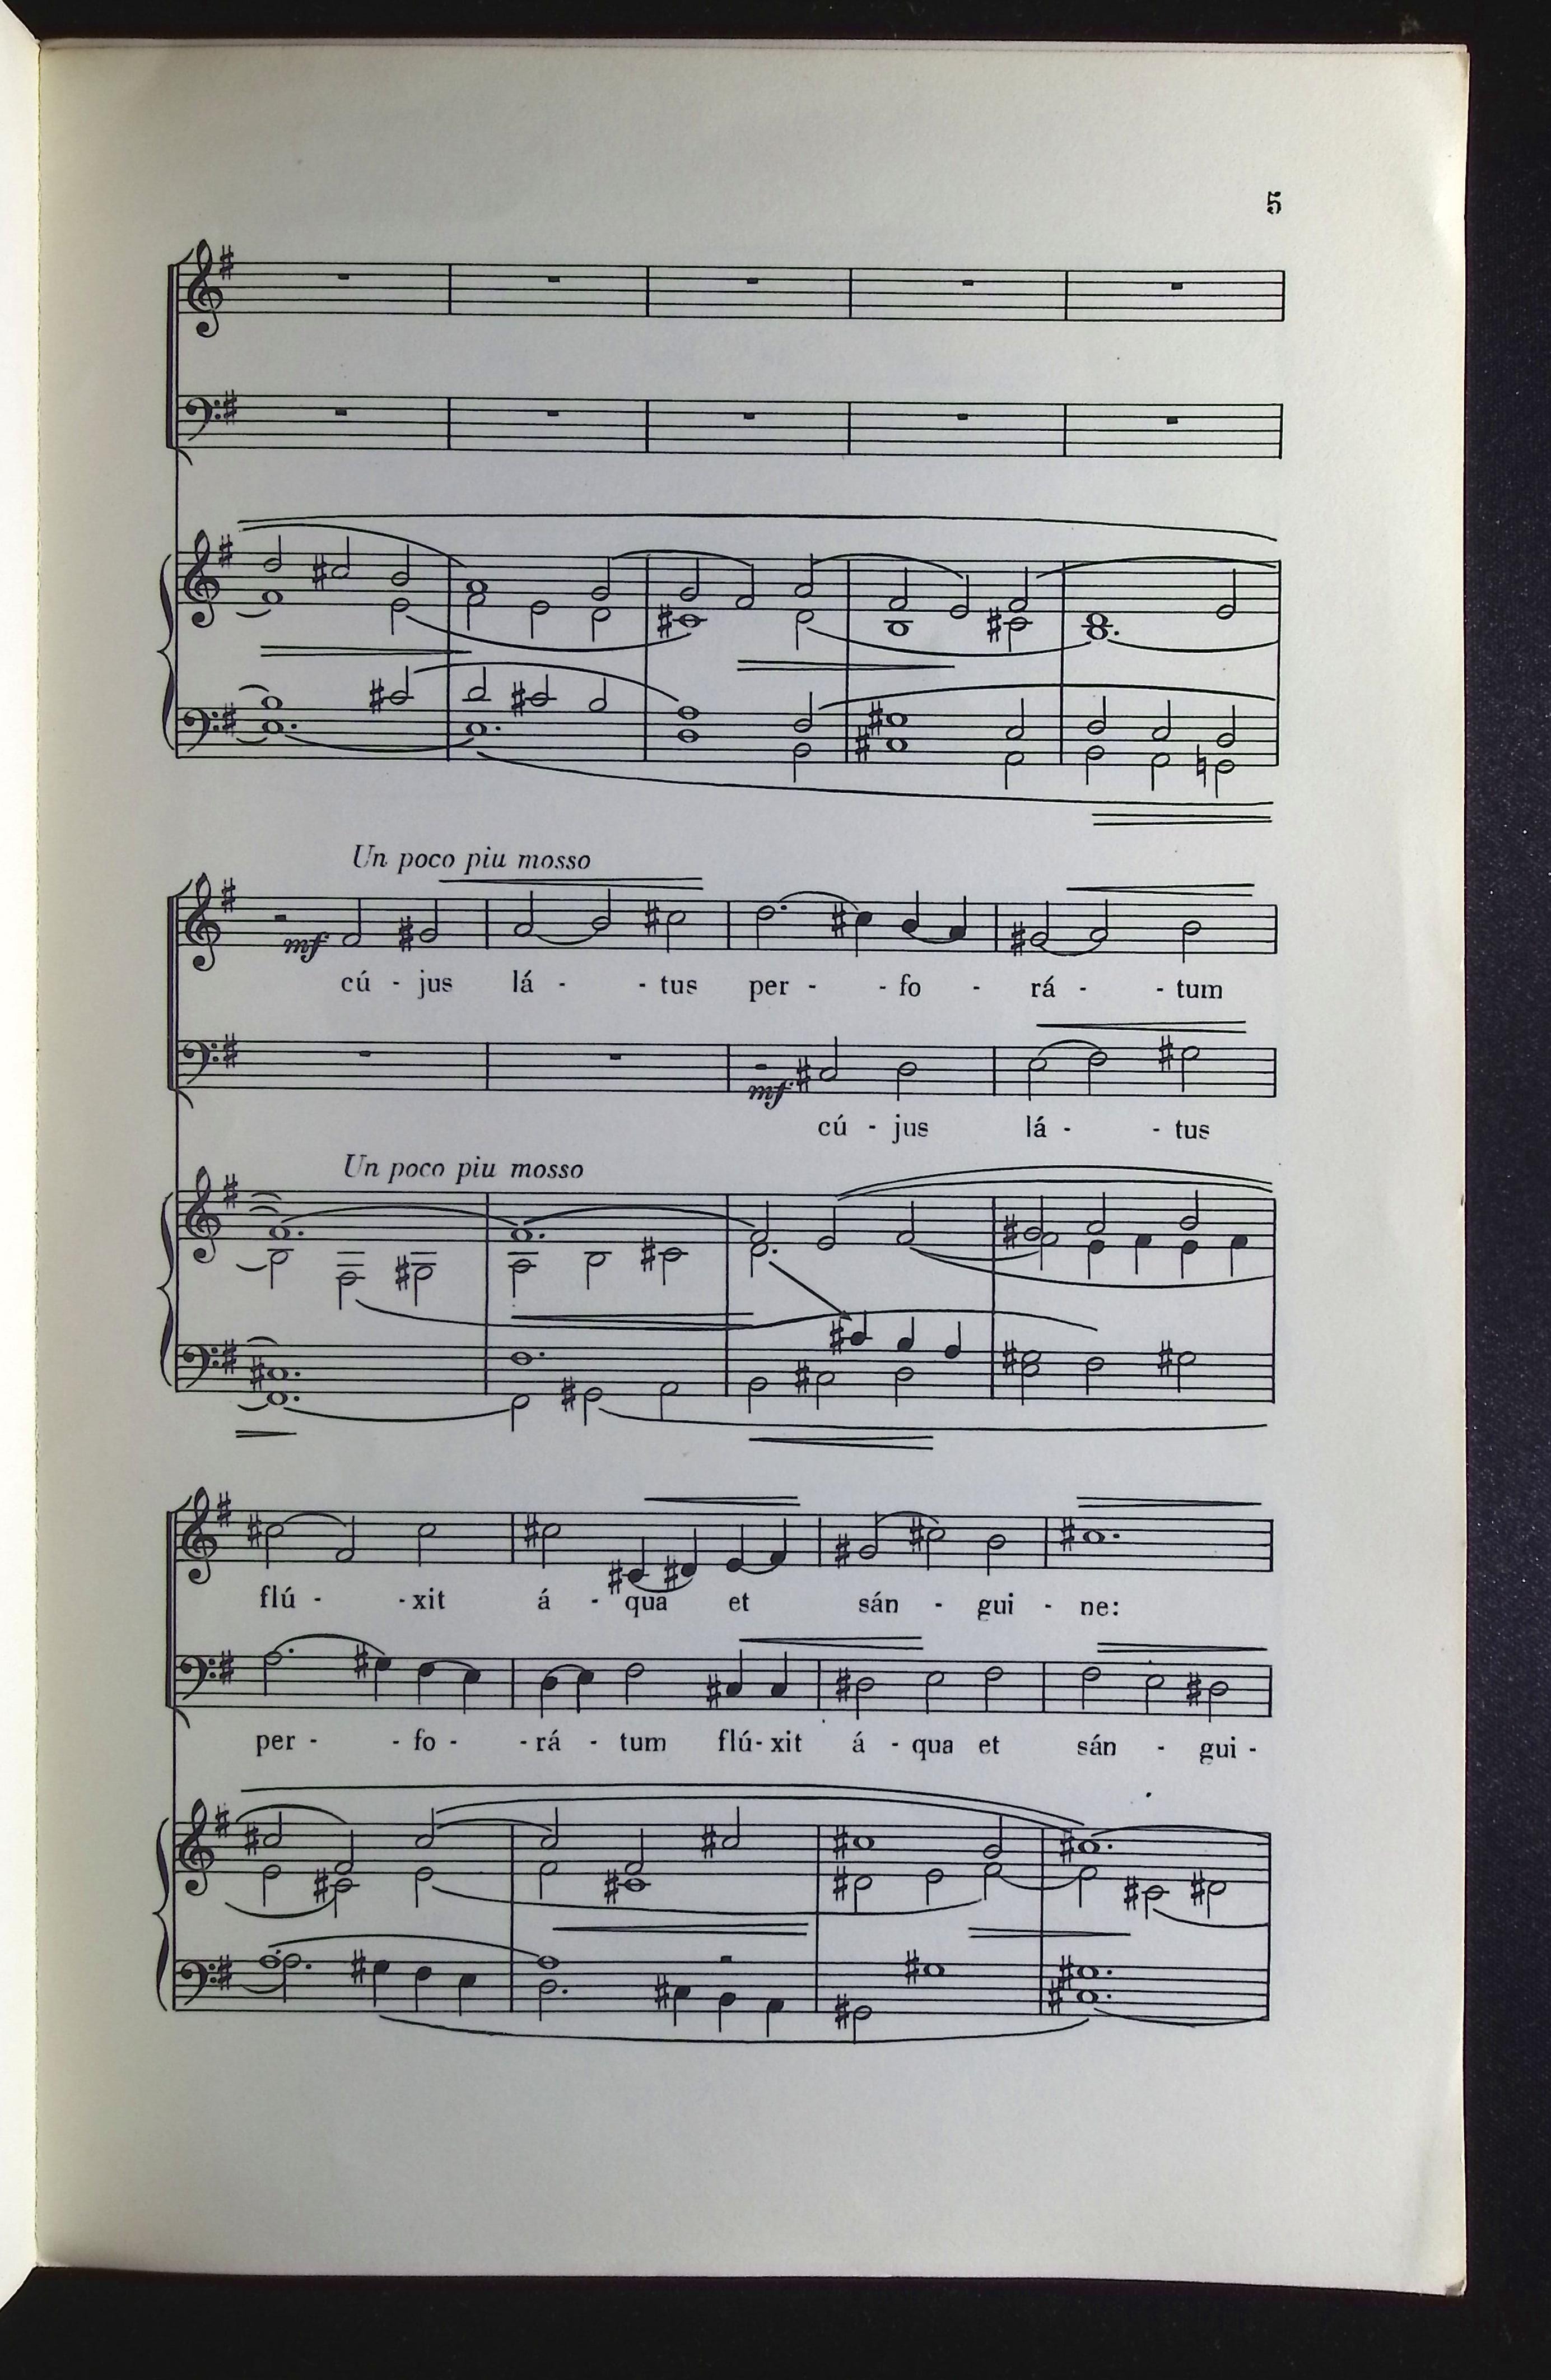 5
Un poco piu mosso
mf
cú - jus lá - - tus per - - fo - rá - - tum
mf
cú - jus lá - - tus
Un poco piu mosso
flú - - xit á - qua et sán - gui - ne:
per - - fo - - rá - tum flú - xit á - qua et sán - gui -